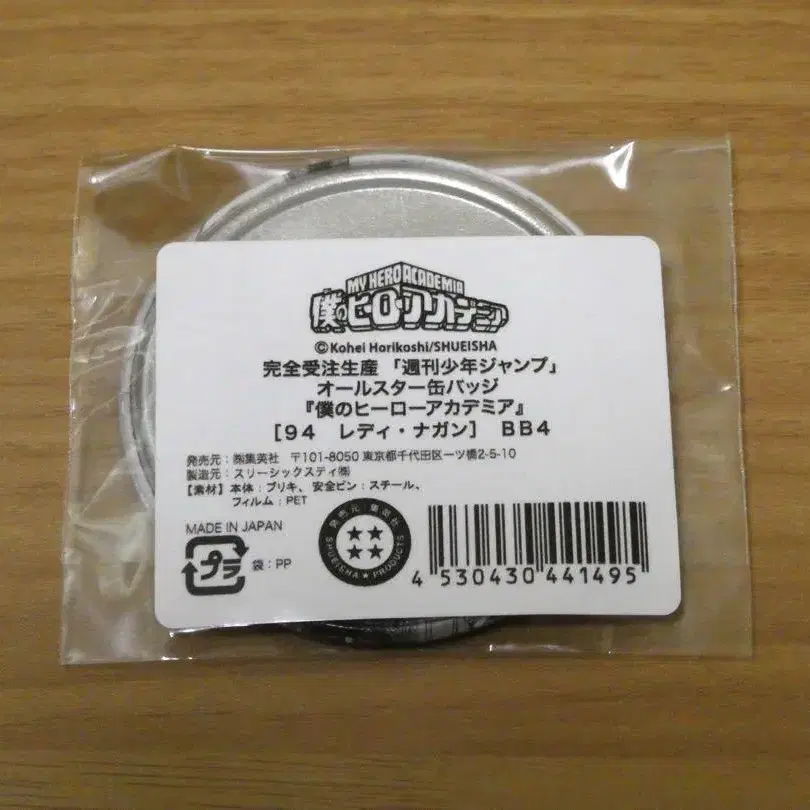 MY HERO ACADEMIA
僕のヒーローアカデミア
©Kohei Horikoshi/SHUEISHA
完全受注生産 「週刊少年ジャンプ」
オールスター缶バッジ
『僕のヒーローアカデミア』
[94 レディ・ナガン] BB4
発売元:㈱集英社 〒101-8050 東京都千代田区一ツ橋2-5-10
製造元:スリーシックスティ㈱
【素材】本体:ブリキ、安全ピン:スチール、
フィルム:PET
MADE IN JAPAN
プラ
袋:PP
発売元 集英社
SHUEISHA★PRODUCTS
4 530430 441495